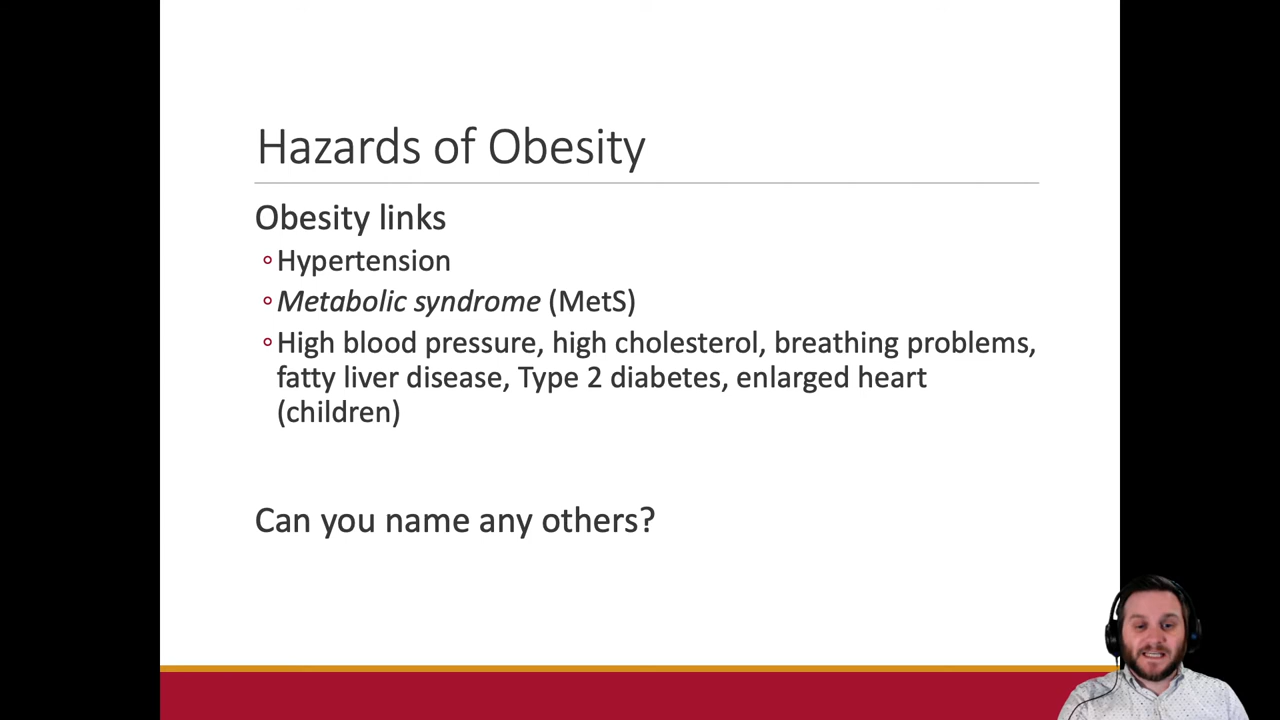 Hazards of Obesity
Obesity links
◦Hypertension
◦Metabolic syndrome (MetS)
◦High blood pressure, high cholesterol, breathing problems,
fatty liver disease, Type 2 diabetes, enlarged heart
(children)
Can you name any others?